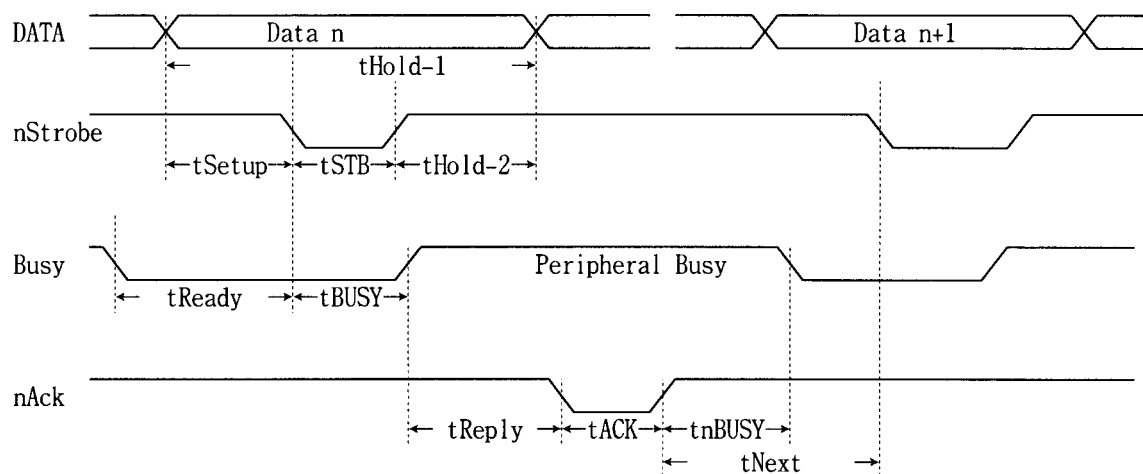 DATA Data n Data n+1
tHold-1
nStrobe
tSetup tSTB tHold-2
Busy Peripheral Busy
tReady tBUSY
nAck
tReply tACK tnBUSY
tNext